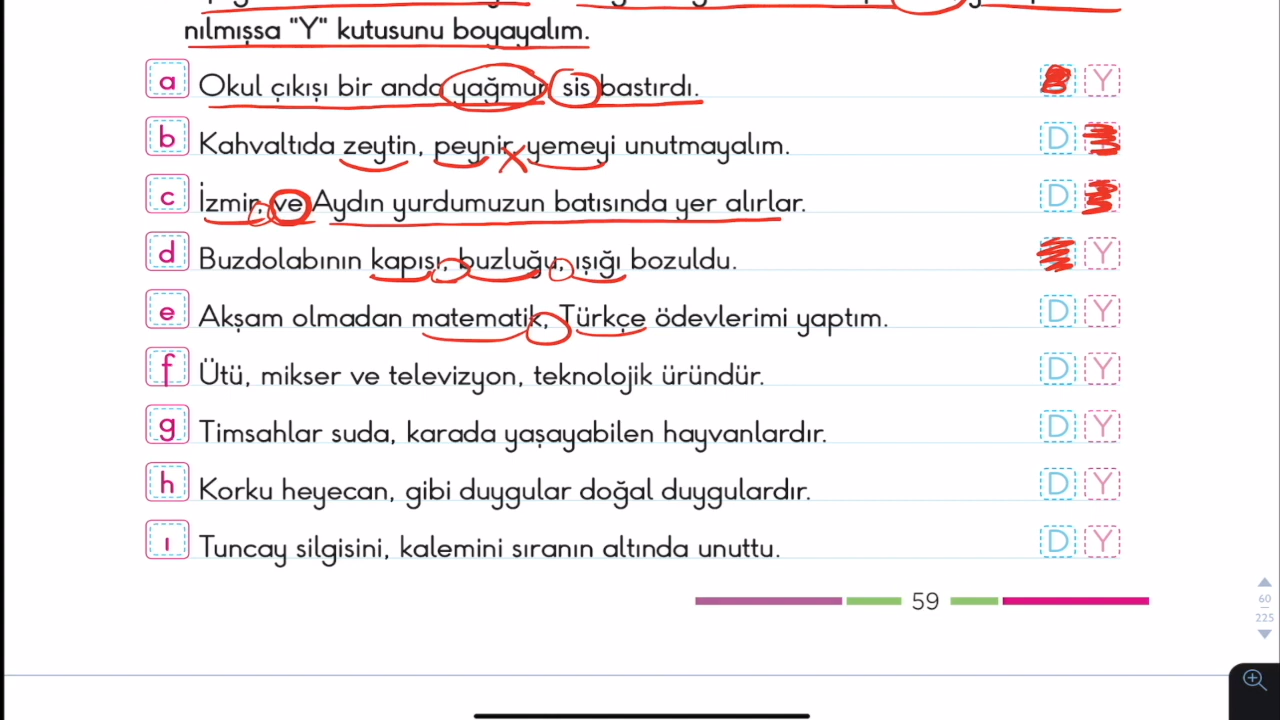 nılmışsa "Y" kutusunu boyayalım.
a Okul çıkışı bir anda yağmur, sis bastırdı. Y
b Kahvaltıda zeytin, peynir, yemeyi unutmayalım. D
c İzmir, ve Aydın yurdumuzun batısında yer alırlar. D
d Buzdolabının kapısı, buzluğu, ışığı bozuldu. Y
e Akşam olmadan matematik, Türkçe ödevlerimi yaptım. D Y
f Ütü, mikser ve televizyon, teknolojik üründür. D Y
g Timsahlar suda, karada yaşayabilen hayvanlardır. D Y
h Korku heyecan, gibi duygular doğal duygulardır. D Y
ı Tuncay silgisini, kalemini sıranın altında unuttu. D Y
59
60
225